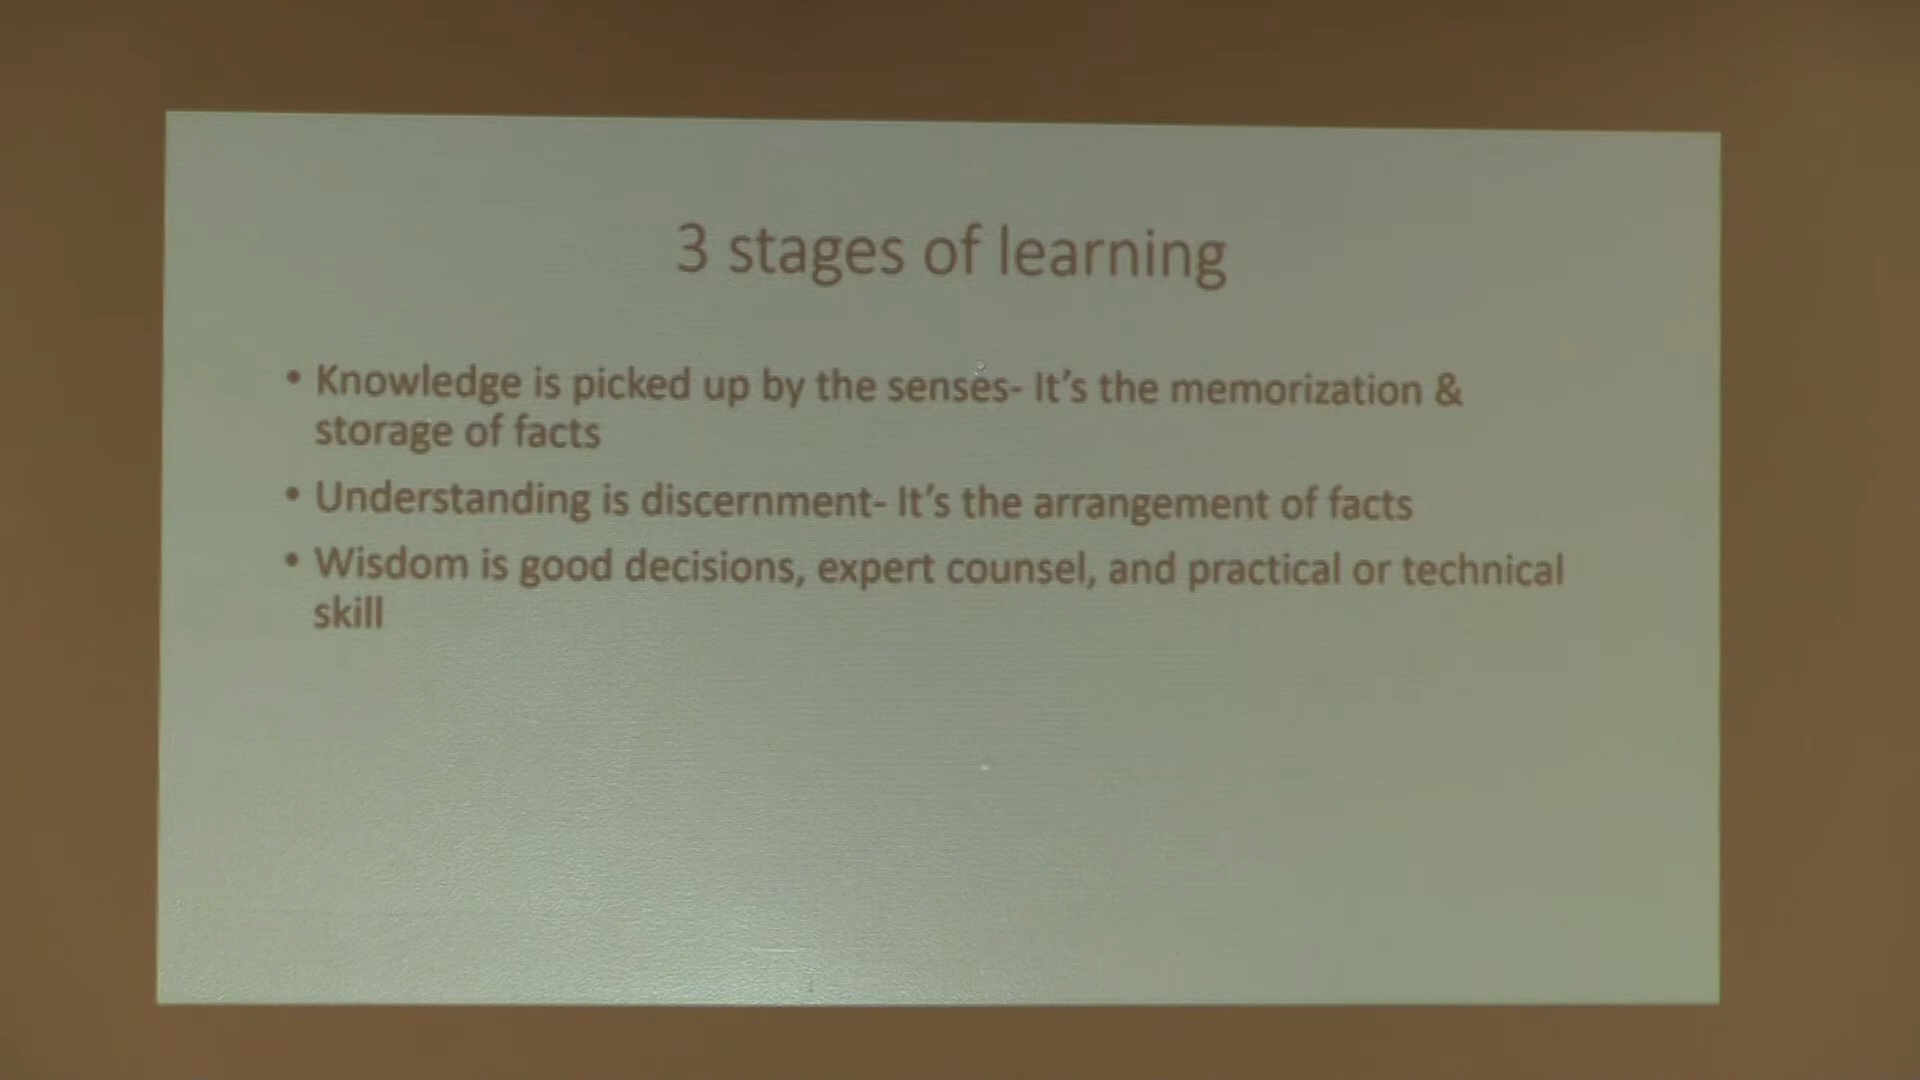 3 stages of learning
• Knowledge is picked up by the senses- It's the memorization &
storage of facts
• Understanding is discernment- It's the arrangement of facts
• Wisdom is good decisions, expert counsel, and practical or technical
skill